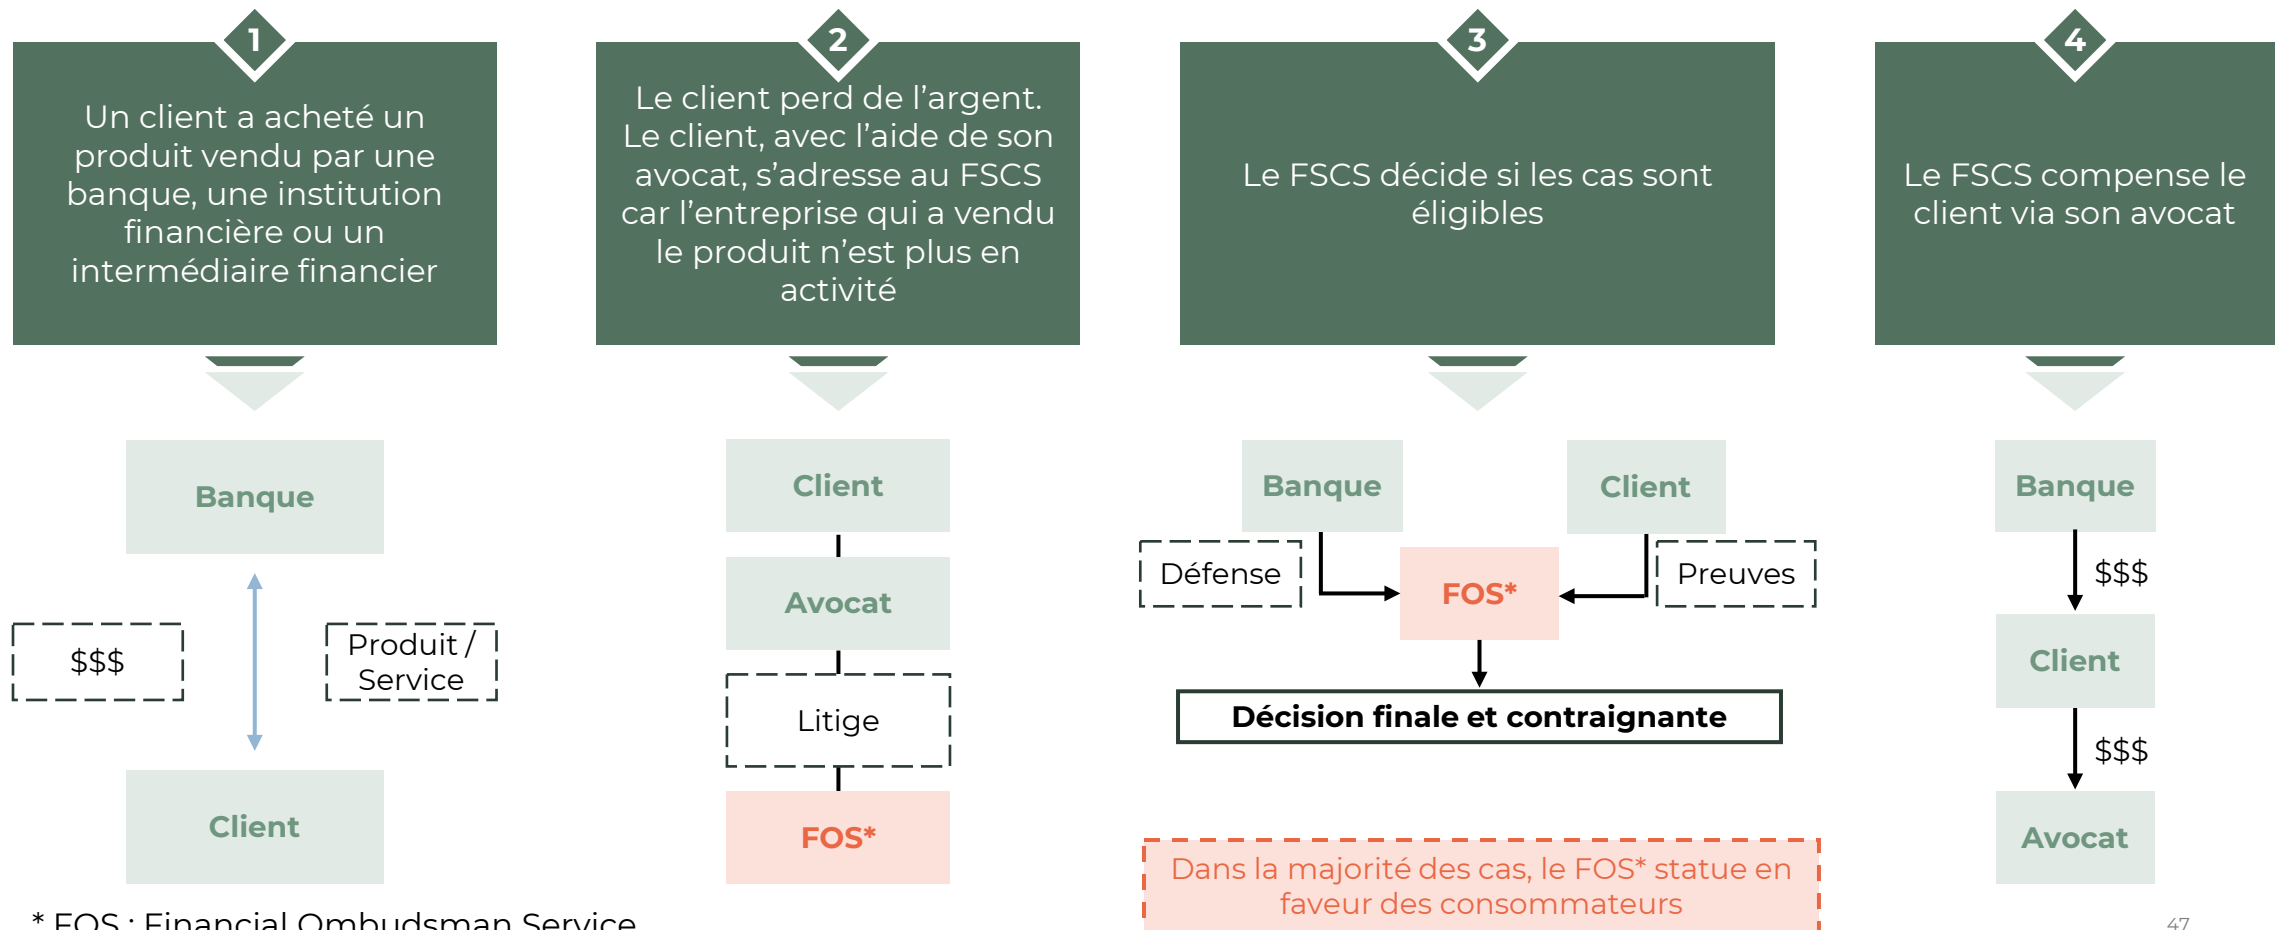 1
Un client a acheté un
produit vendu par une
banque, une institution
financière ou un
intermédiaire financier
2
Le client perd de l’argent.
Le client, avec l’aide de son
avocat, s’adresse au FSCS
car l’entreprise qui a vendu
le produit n’est plus en
activité
3
Le FSCS décide si les cas sont
éligibles
4
Le FSCS compense le
client via son avocat
Banque
$$$
Produit /
Service
Client
Client
Avocat
Litige
FOS*
Banque
Client
Défense
FOS*
Preuves
Décision finale et contraignante
Dans la majorité des cas, le FOS* statue en
faveur des consommateurs
Banque
$$$
Client
$$$
Avocat
* FOS : Financial Ombudsman Service
47